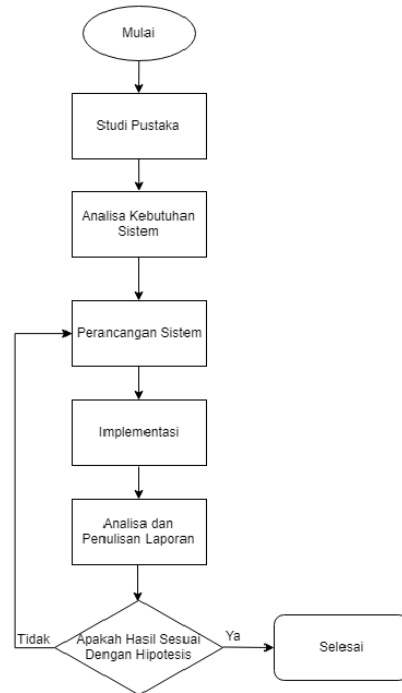 Mulai
Studi Pustaka
Analisa Kebutuhan
Sistem
Perancangan Sistem
Implementasi
Analisa dan
Penulisan Laporan
Tidak
Apakah Hasil Sesuai
Dengan Hipotesis
Ya
Selesai